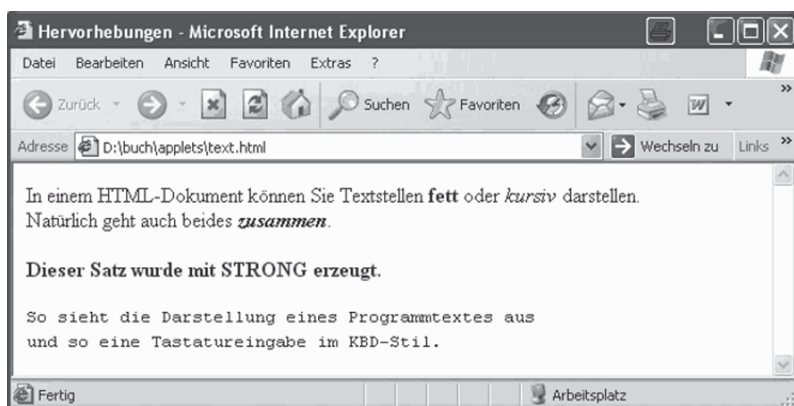 Hervorhebungen - Microsoft Internet Explorer
Datei Bearbeiten Ansicht Favoriten Extras ?
Zurück Suchen Favoriten W »
Adresse D:\buch\applets\text.html Wechseln zu Links »
In einem HTML-Dokument können Sie Textstellen fett oder kursiv darstellen.
Natürlich geht auch beides zusammen.
Dieser Satz wurde mit STRONG erzeugt.
So sieht die Darstellung eines Programmtextes aus
und so eine Tastatureingabe im KBD-Stil.
Fertig Arbeitsplatz